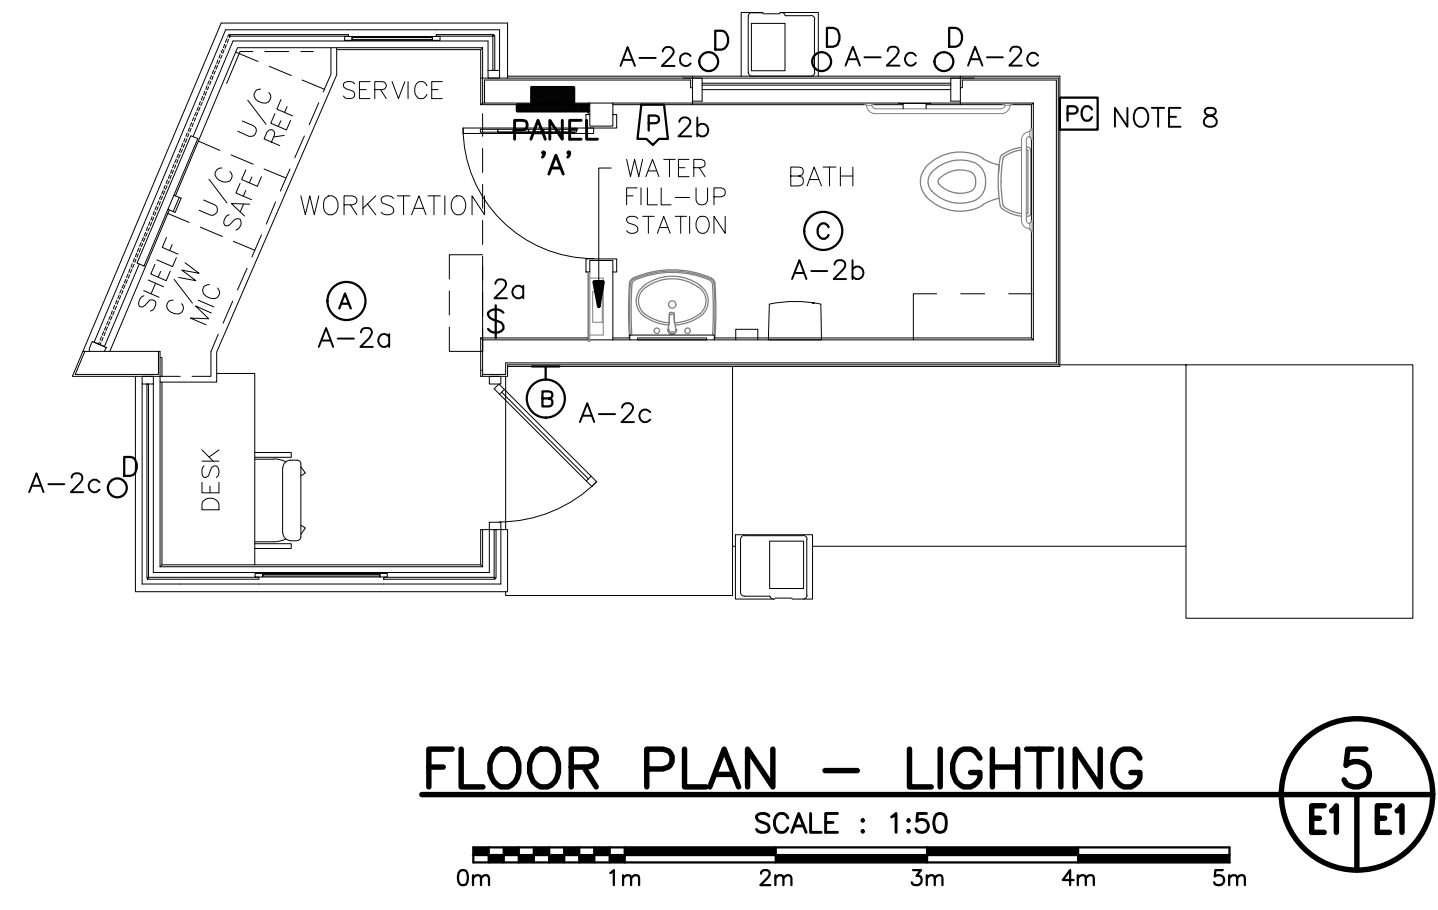 D
D
D
A-2c
A-2c
A-2c
SERVICE
U/C
REF
PANEL
'A'
P
2b
PC
NOTE 8
WATER
FILL-UP
STATION
BATH
U/C
SAFE
WORKSTATION
C
A-2b
SHELF
C/W
MIC
A
A-2a
2a
$
B
A-2c
DESK
D
A-2c
FLOOR PLAN - LIGHTING
5
E1
E1
SCALE : 1:50
0m 1m 2m 3m 4m 5m